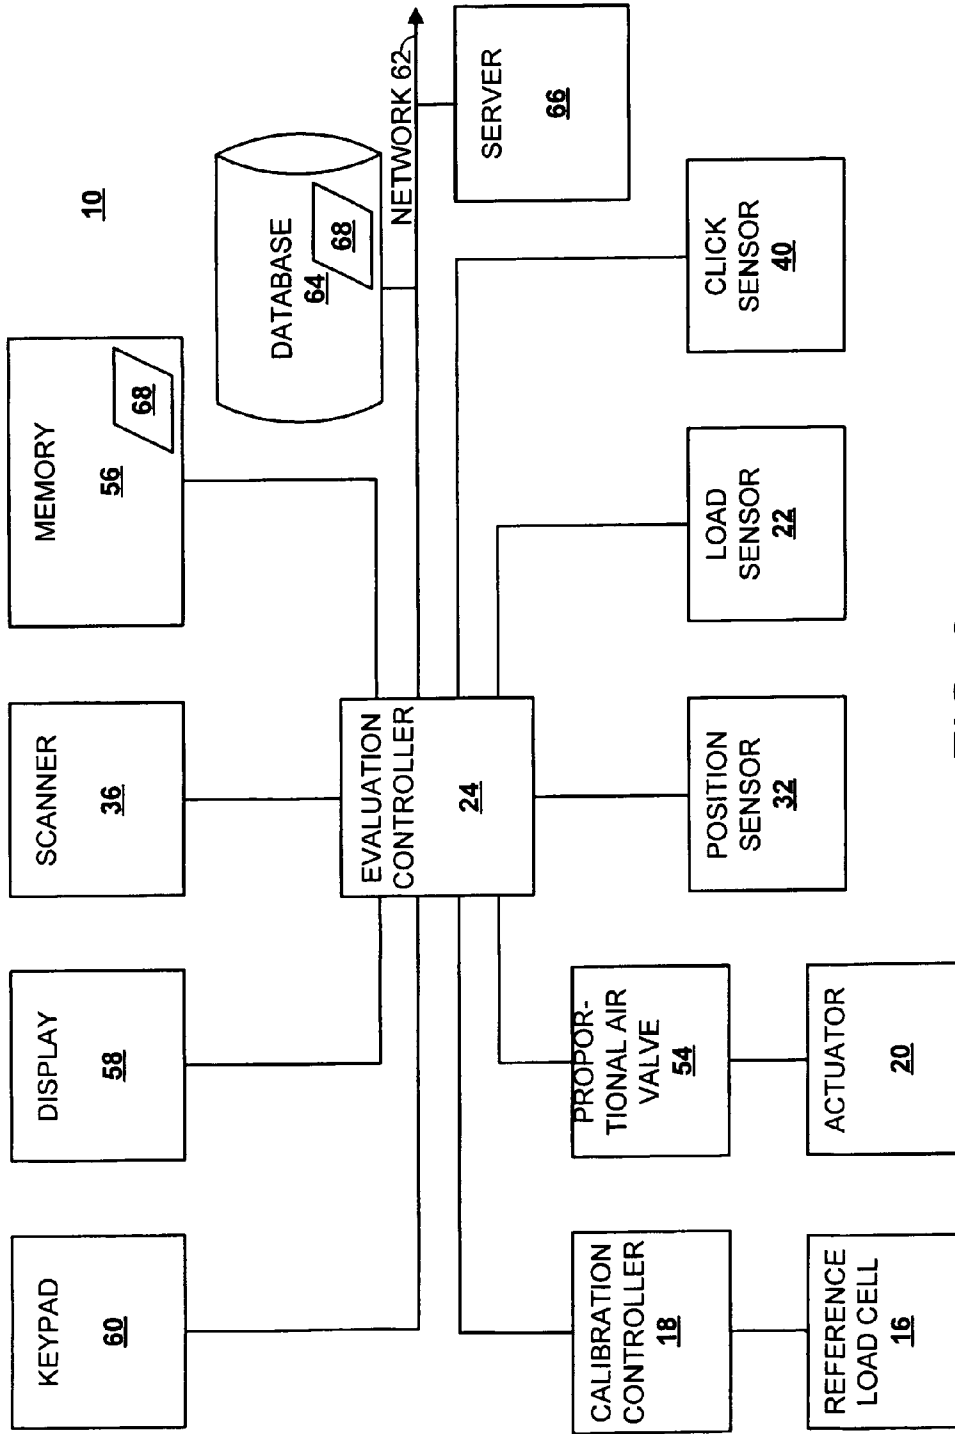 10
KEYPAD
60
DISPLAY
58
SCANNER
36
MEMORY
56
68
DATABASE
64
68
NETWORK 62
SERVER
66
EVALUATION
CONTROLLER
24
CALIBRATION
CONTROLLER
18
PROPOR-
TIONAL AIR
VALVE
54
POSITION
SENSOR
32
LOAD
SENSOR
22
CLICK
SENSOR
40
REFERENCE
LOAD CELL
16
ACTUATOR
20